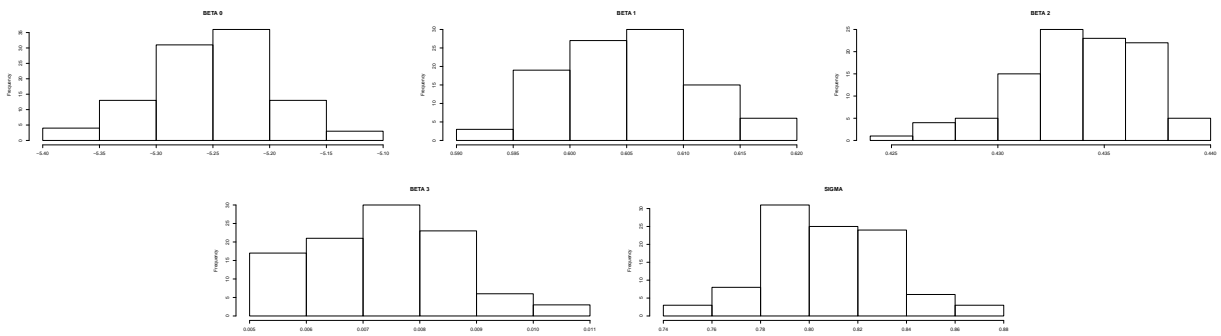 BETA 0
Frequency
0 5 10 15 20 25 30 35
−5.40 −5.35 −5.30 −5.25 −5.20 −5.15 −5.10
BETA 1
Frequency
0 5 10 15 20 25 30
0.590 0.595 0.600 0.605 0.610 0.615 0.620
BETA 2
Frequency
0 5 10 15 20 25
0.425 0.430 0.435 0.440
BETA 3
Frequency
0 5 10 15 20 25 30
0.005 0.006 0.007 0.008 0.009 0.010 0.011
SIGMA
Frequency
0 5 10 15 20 25 30
0.74 0.76 0.78 0.80 0.82 0.84 0.86 0.88